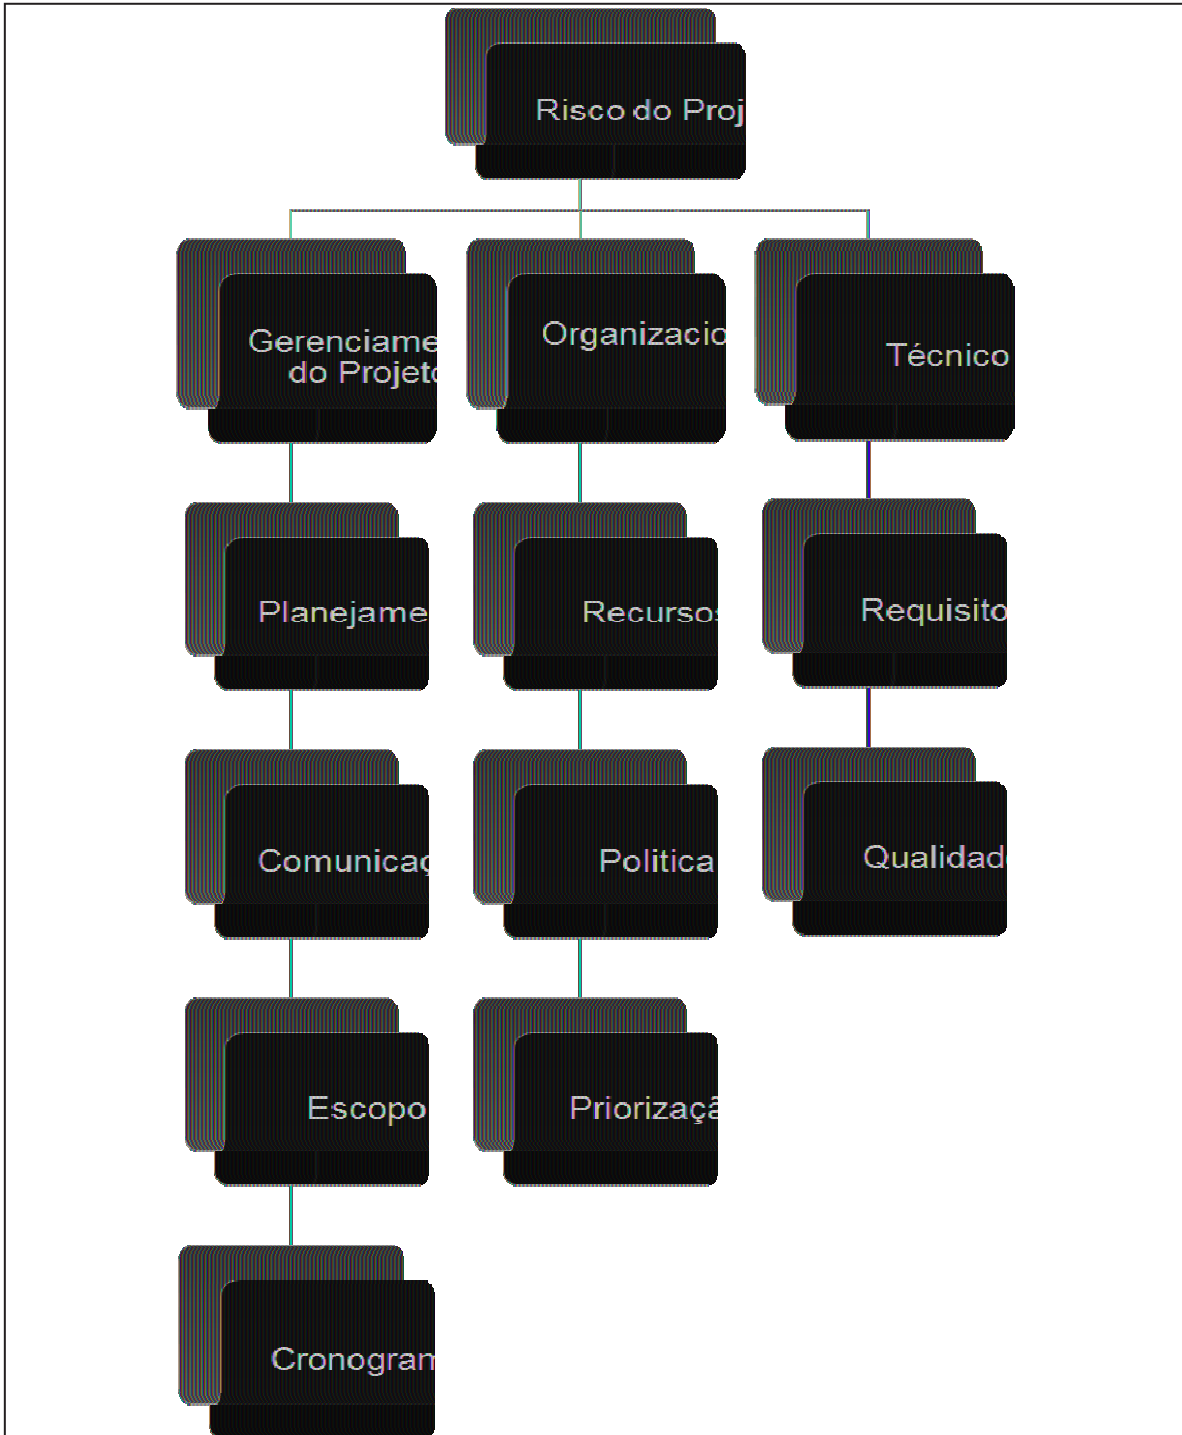 Risco do Proj
Gerenciame
do Projeto
Organizacio
Técnico
Planejame
Recursos
Requisito
Comunicaç
Politica
Qualidad
Escopo
Priorizaçã
Cronogram